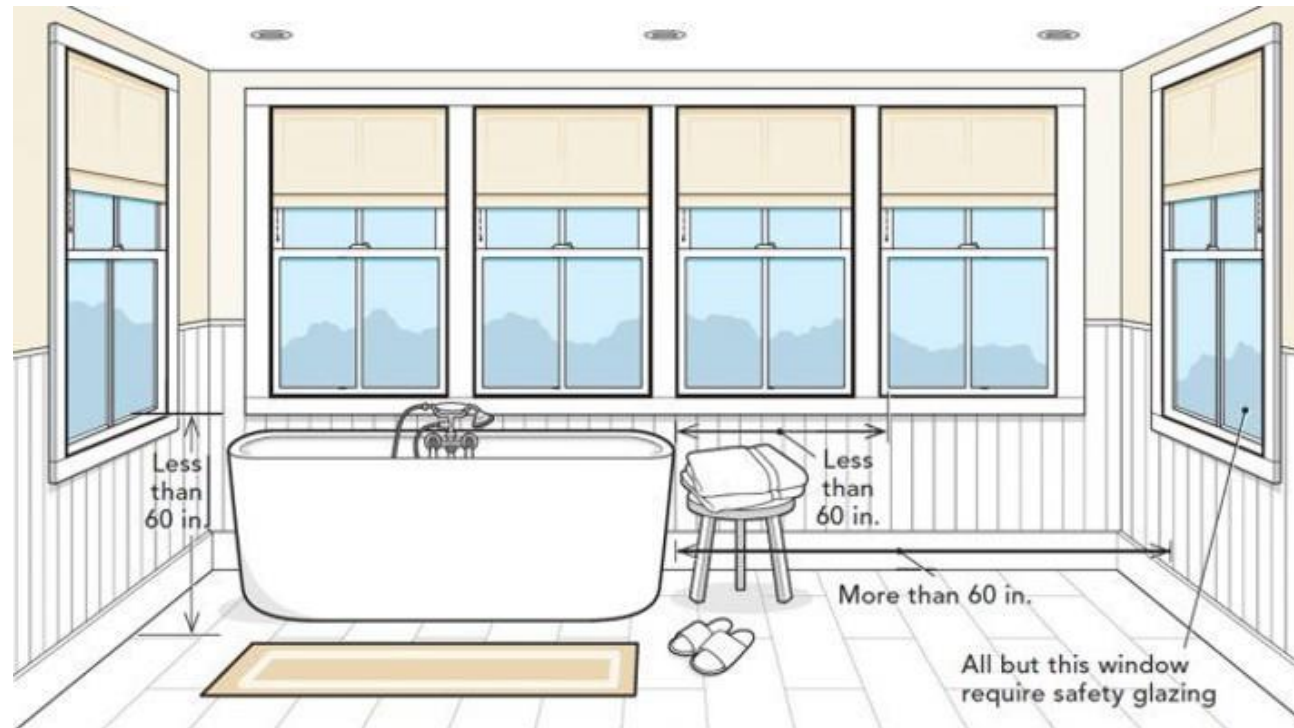 Less
than
60 in.
Less
than
60 in.
More than 60 in.
All but this window
require safety glazing